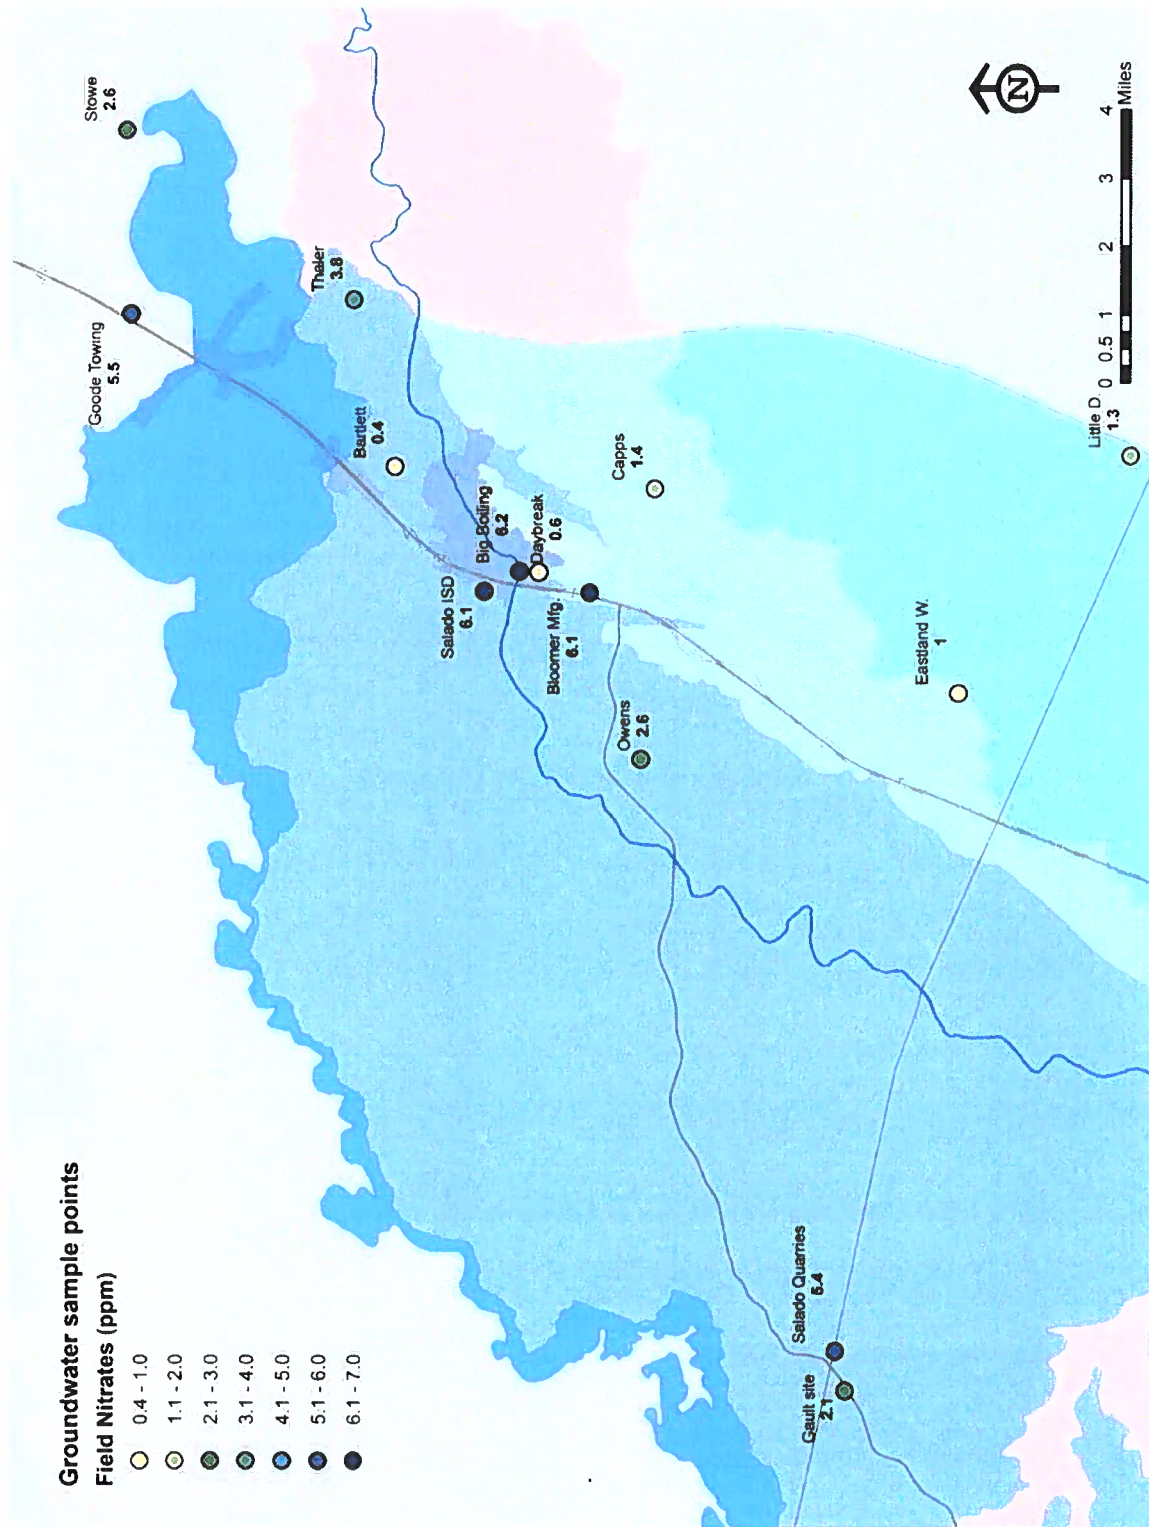 Groundwater sample points
Field Nitrates (ppm)
0.4 - 1.0
1.1 - 2.0
2.1 - 3.0
3.1 - 4.0
4.1 - 5.0
5.1 - 6.0
6.1 - 7.0
Stowe
2.6
Goode Towing
5.5
Thaler
3.8
Bartlett
0.4
Salado ISD
6.1
Big Boiling
6.2
Daybreak
0.6
Bloomer Mfg.
6.1
Capps
1.4
Owens
2.6
Salado Quarries
5.4
Gault site
2.1
Eastland W.
1
Little D.
1.3
N
0 0.5 1 2 3 4
Miles